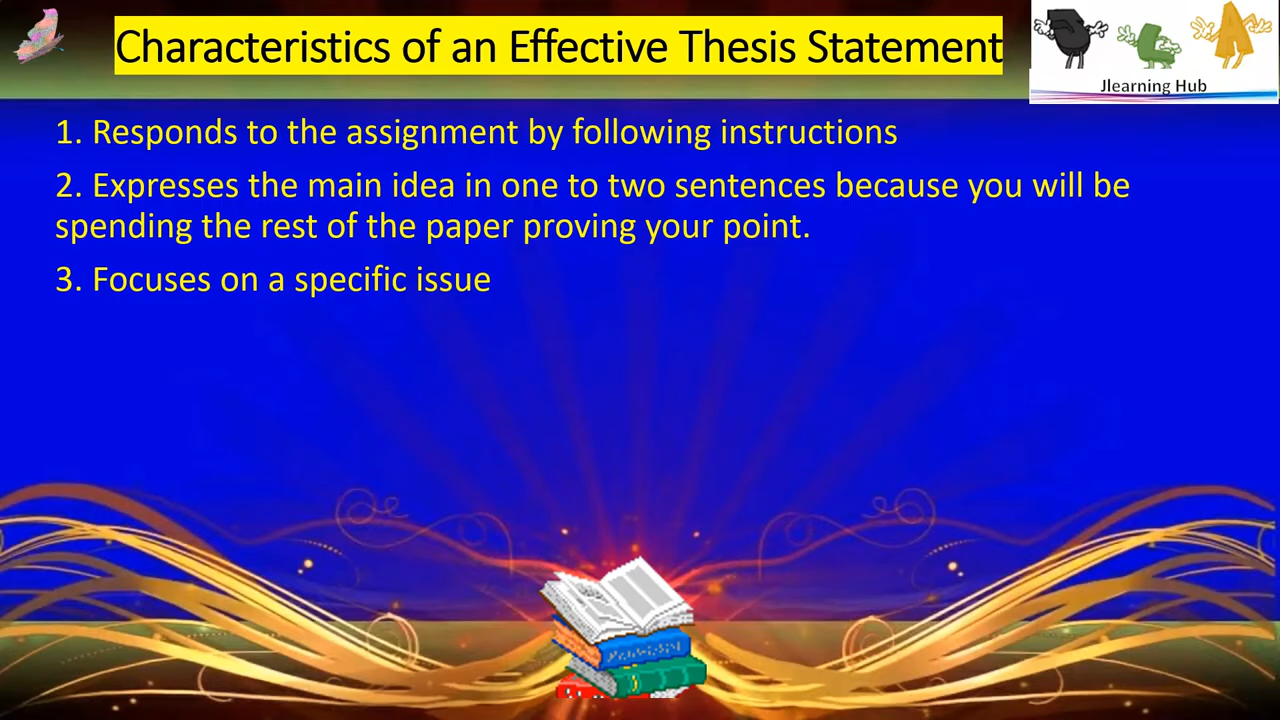 Characteristics of an Effective Thesis Statement
Jlearning Hub
1. Responds to the assignment by following instructions
2. Expresses the main idea in one to two sentences because you will be
spending the rest of the paper proving your point.
3. Focuses on a specific issue